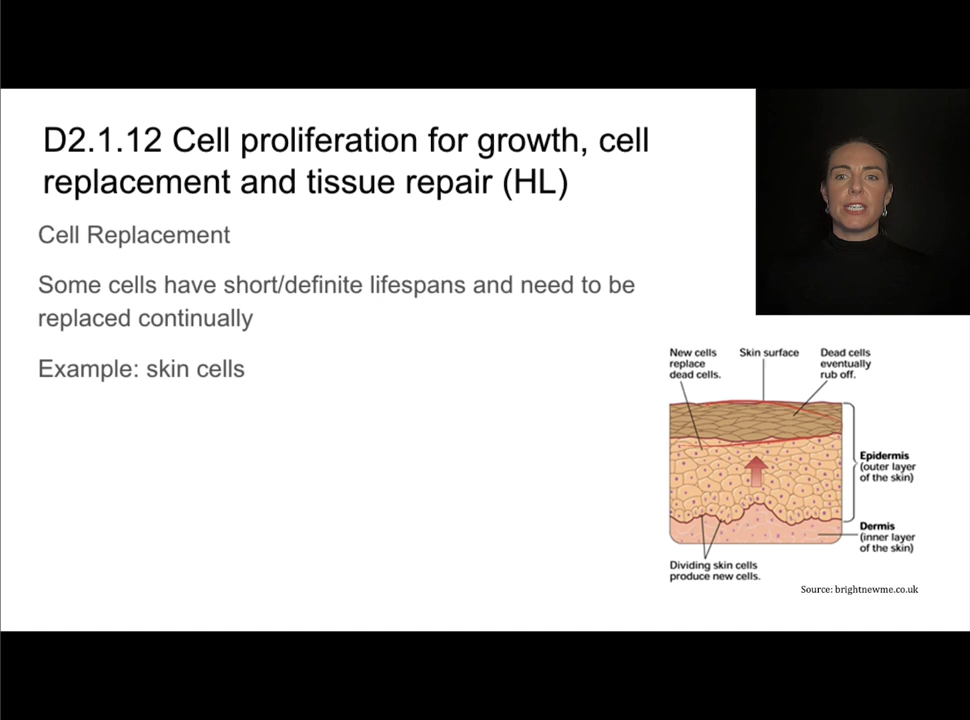 D2.1.12 Cell proliferation for growth, cell
replacement and tissue repair (HL)
Cell Replacement
Some cells have short/definite lifespans and need to be
replaced continually
Example: skin cells
New cells
replace
dead cells.
Skin surface
Dead cells
eventually
rub off.
Epidermis
(outer layer
of the skin)
Dermis
(inner layer
of the skin)
Dividing skin cells
produce new cells.
Source: brightnewme.co.uk